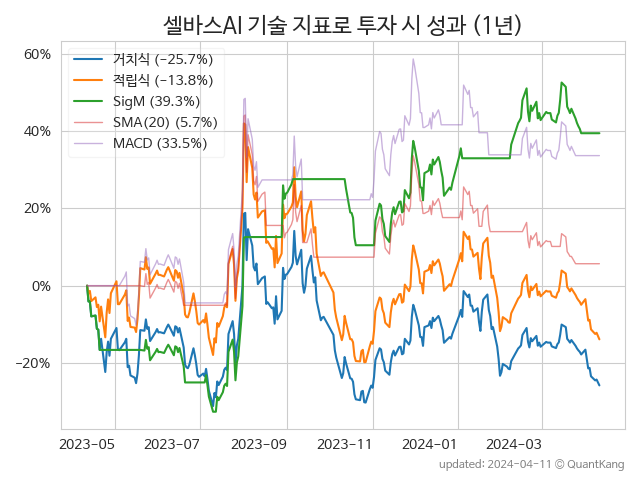 셀바스AI 기술 지표로 투자 시 성과 (1년)
60%
40%
20%
0%
−20%
거치식 (−25.7%)
적립식 (−13.8%)
SigM (39.3%)
SMA(20) (5.7%)
MACD (33.5%)
2023-05 2023-07 2023-09 2023-11 2024-01 2024-03
updated: 2024-04-11 © QuantKang